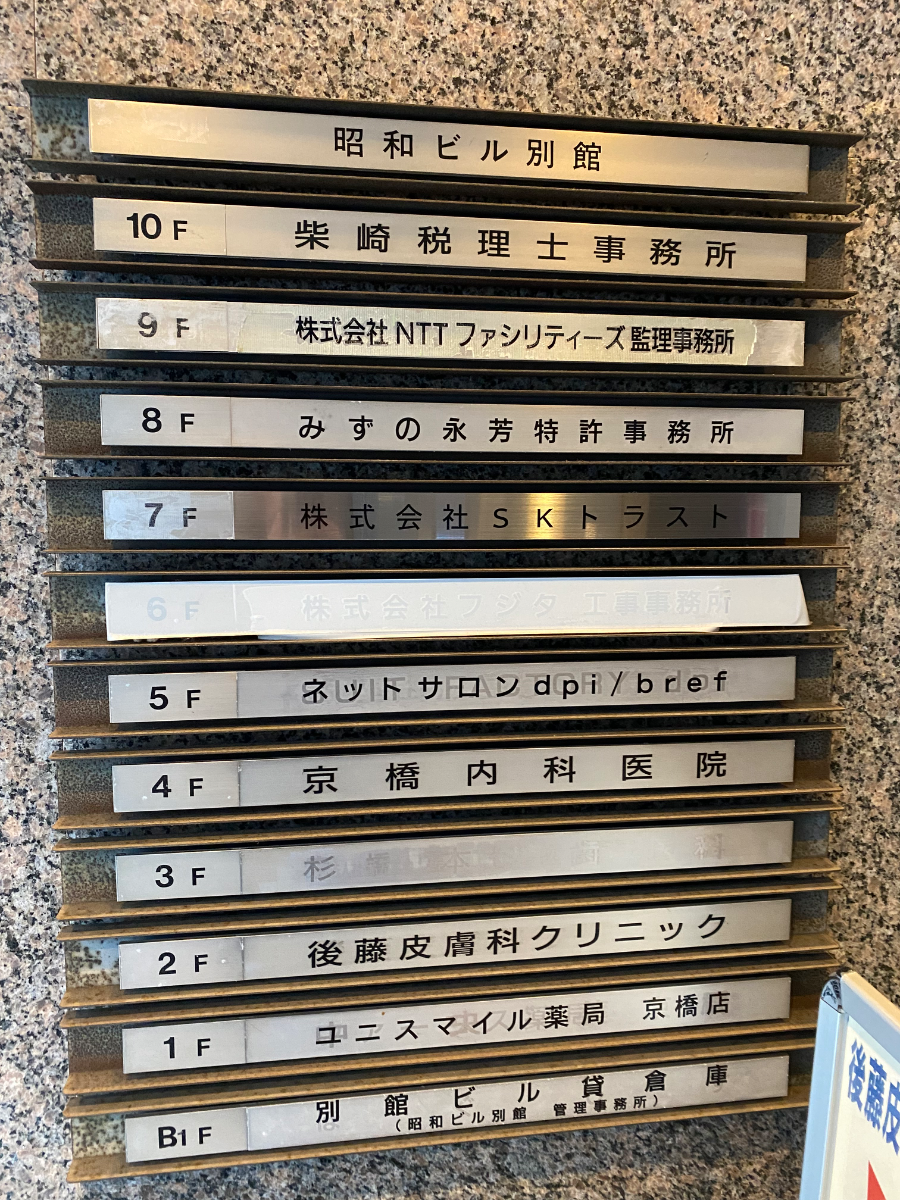 昭和ビル別館
10F 柴崎税理士事務所
9F 株式会社NTTファシリティーズ監理事務所
8F みずの永芳特許事務所
7F 株式会社SKトラスト
6F 株式会社フジタ 工事事務所
5F ネットサロンdpi/bref
4F 京橋内科医院
3F 杉 本 歯 科
2F 後藤皮膚科クリニック
1F ユニスマイル薬局 京橋店
B1F 別館ビル貸倉庫
(昭和ビル別館 管理事務所)
後藤皮